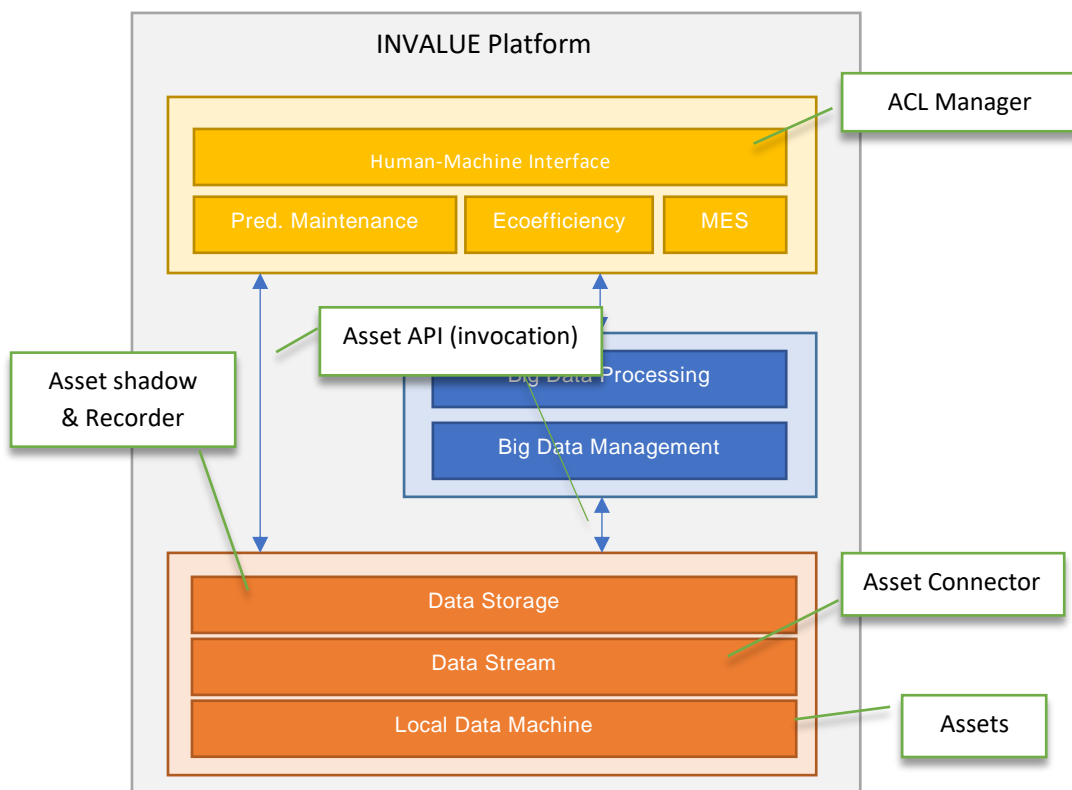 INVALUE Platform
ACL Manager
Human-Machine Interface
Pred. Maintenance
Ecoefficiency
MES
Asset API (invocation)
Asset shadow
& Recorder
Big Data Processing
Big Data Management
Data Storage
Asset Connector
Data Stream
Local Data Machine
Assets